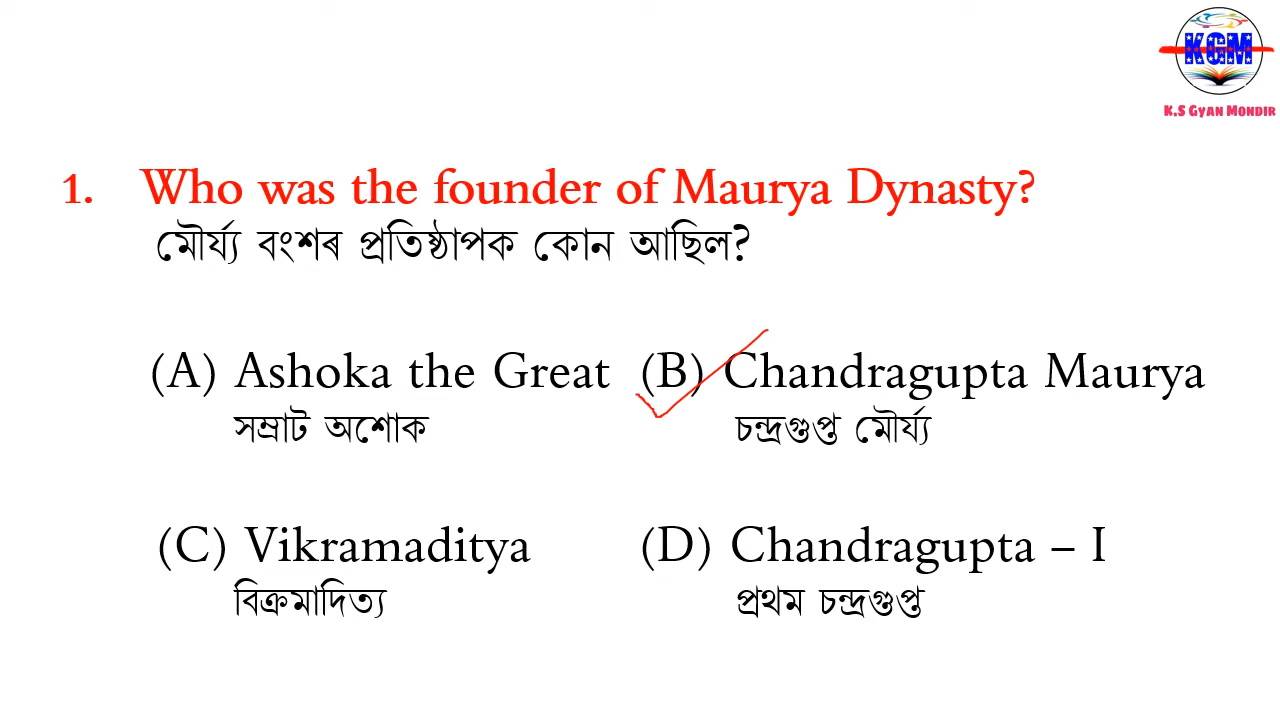 KGM
K.S Gyan Mondir
1. Who was the founder of Maurya Dynasty?
মৌৰ্য্য বংশৰ প্ৰতিষ্ঠাপক কোন আছিল?
(A) Ashoka the Great (B) Chandragupta Maurya
সম্ৰাট অশোক চন্দ্ৰগুপ্ত মৌৰ্য্য
(C) Vikramaditya (D) Chandragupta – I
বিক্ৰমাদিত্য প্ৰথম চন্দ্ৰগুপ্ত